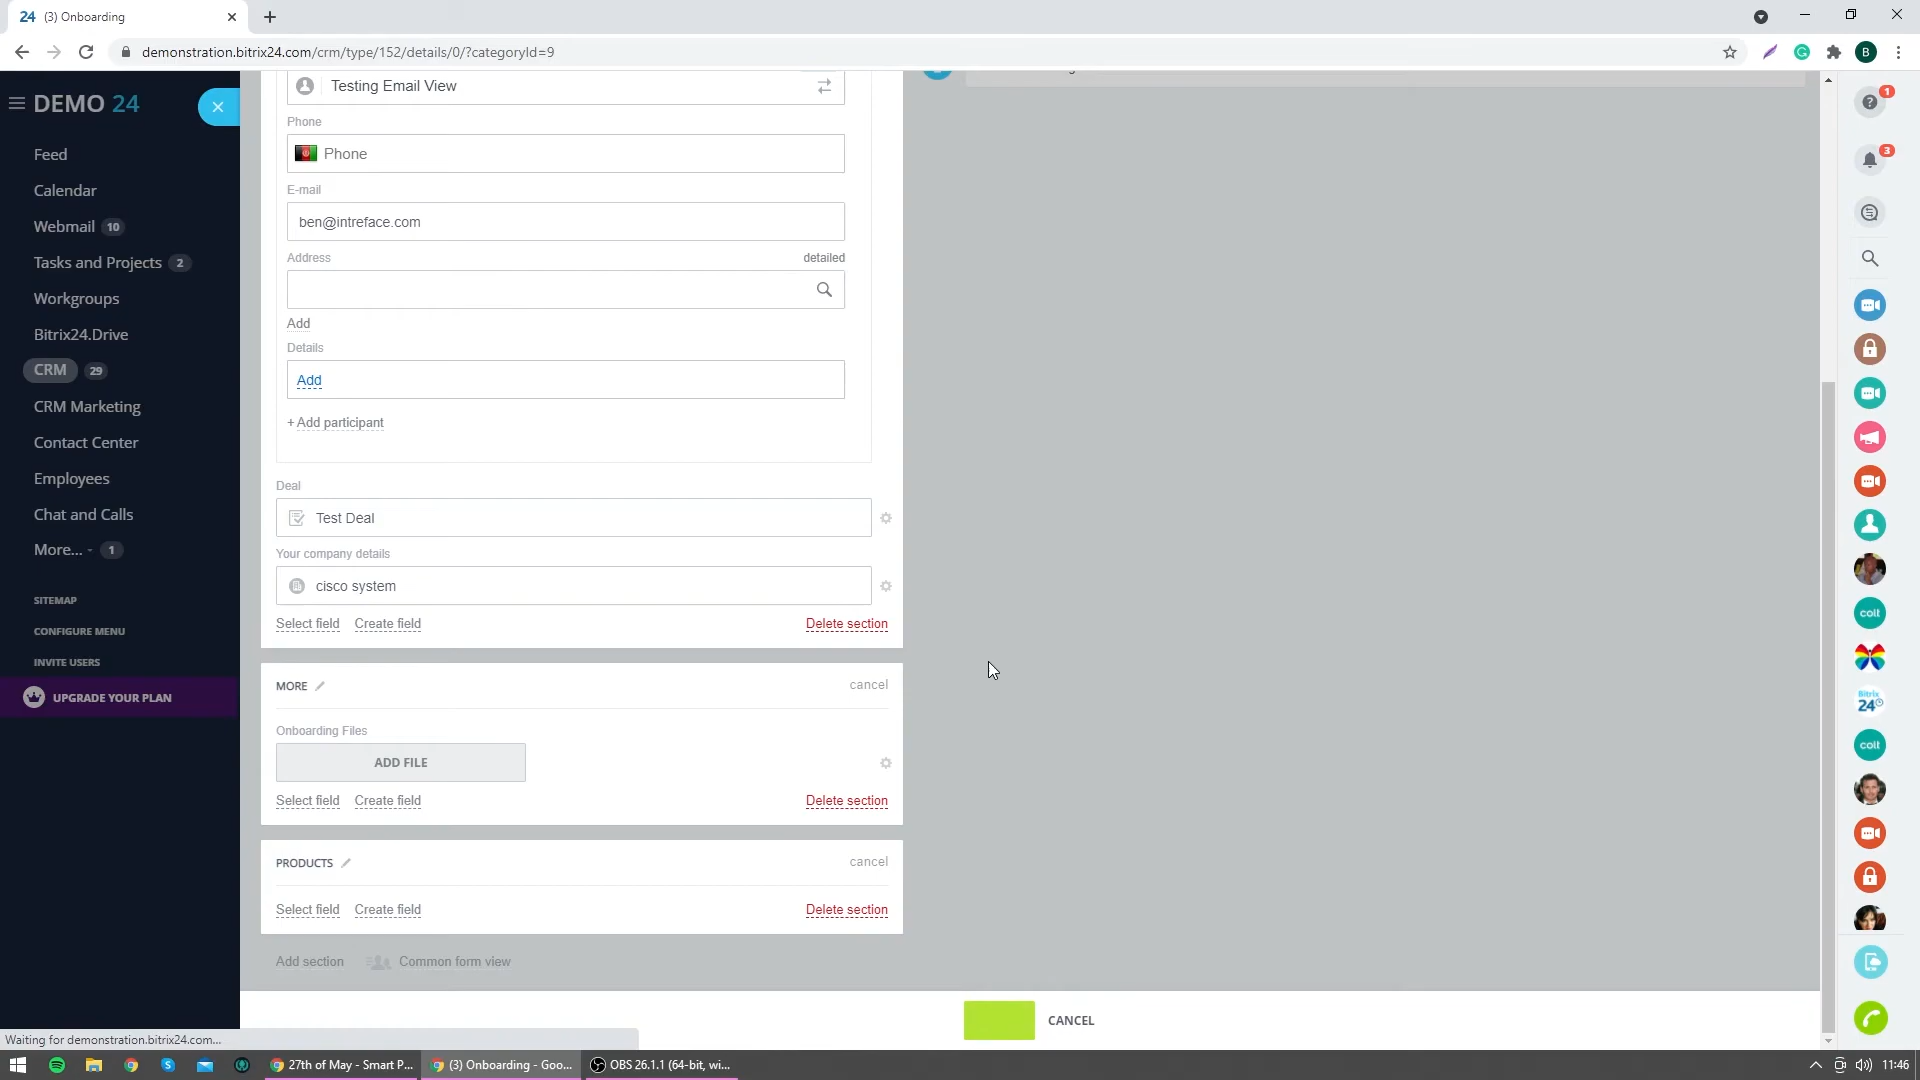 24 (3) Onboarding
demonstration.bitrix24.com/crm/type/152/details/0/?categoryId=9
B
DEMO 24
Feed
Calendar
Webmail 10
Tasks and Projects 2
Workgroups
Bitrix24.Drive
CRM 29
CRM Marketing
Contact Center
Employees
Chat and Calls
More... 1
SITEMAP
CONFIGURE MENU
INVITE USERS
UPGRADE YOUR PLAN
Testing Email View
Phone
Phone
E-mail
ben@intreface.com
Address detailed
Add
Details
Add
+ Add participant
Deal
Test Deal
Your company details
cisco system
Select field Create field Delete section
MORE cancel
Onboarding Files
ADD FILE
Select field Create field Delete section
PRODUCTS cancel
Select field Create field Delete section
Add section Common form view
CANCEL
1
3
colt
Bitrix
24
colt
Waiting for demonstration.bitrix24.com...
27th of May - Smart P... (3) Onboarding - Goo... OBS 26.1.1 (64-bit, wi... 11:46